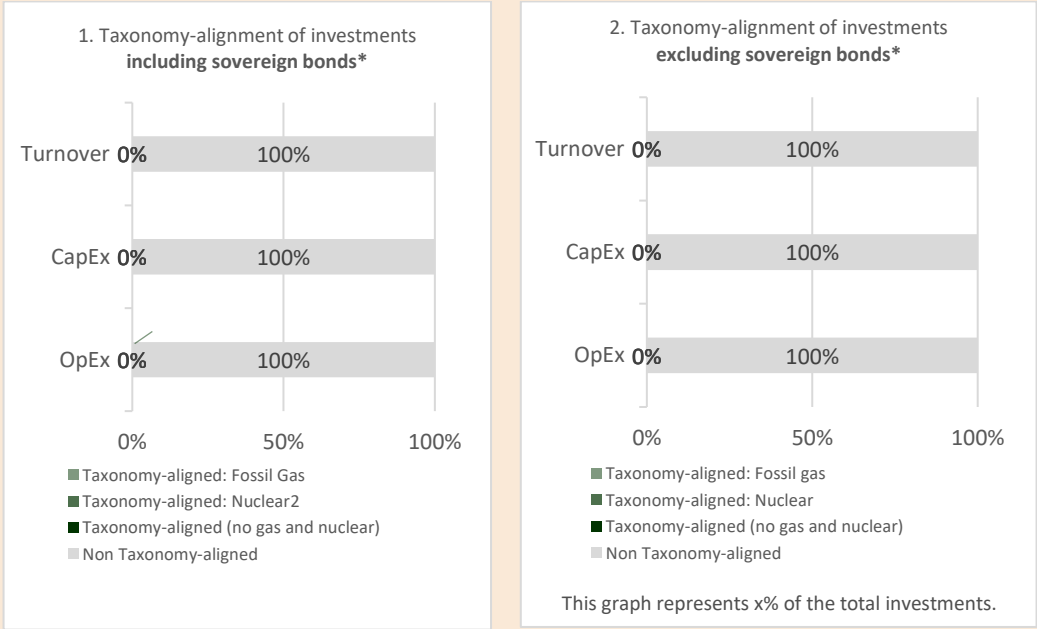 1. Taxonomy-alignment of investments
including sovereign bonds*
Turnover 0% 100%
CapEx 0% 100%
OpEx 0% 100%
0% 50% 100%
Taxonomy-aligned: Fossil Gas
Taxonomy-aligned: Nuclear2
Taxonomy-aligned (no gas and nuclear)
Non Taxonomy-aligned
2. Taxonomy-alignment of investments
excluding sovereign bonds*
Turnover 0% 100%
CapEx 0% 100%
OpEx 0% 100%
0% 50% 100%
Taxonomy-aligned: Fossil gas
Taxonomy-aligned: Nuclear
Taxonomy-aligned (no gas and nuclear)
Non Taxonomy-aligned
This graph represents x% of the total investments.